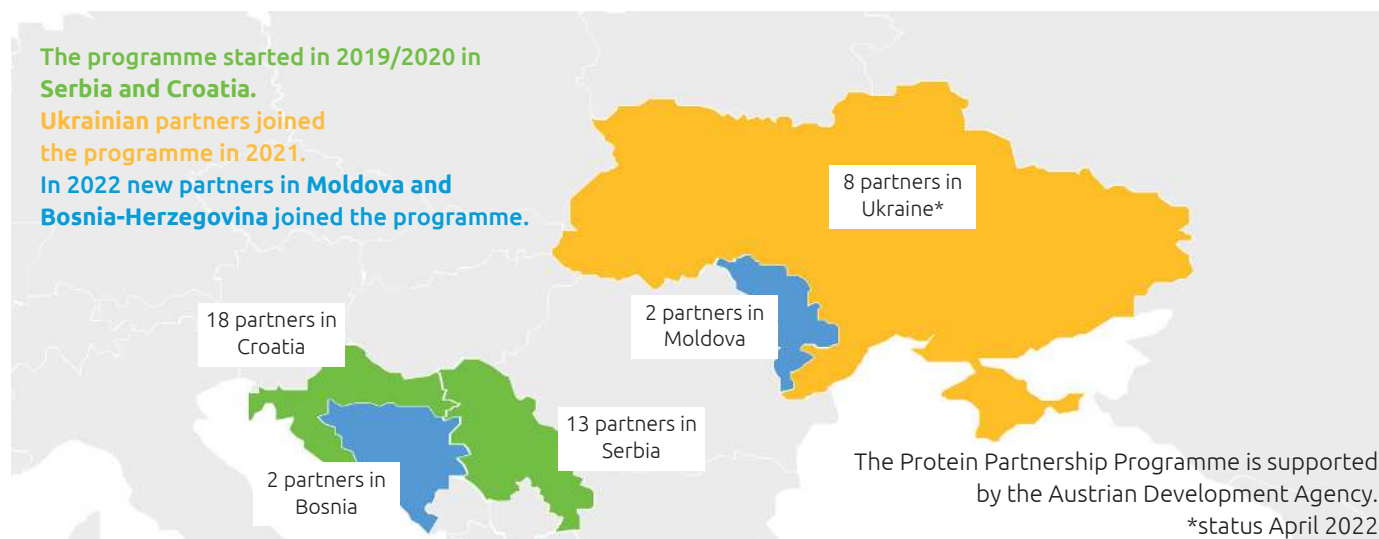 The programme started in 2019/2020 in
Serbia and Croatia.
Ukrainian partners joined
the programme in 2021.
In 2022 new partners in Moldova and
Bosnia-Herzegovina joined the programme.
8 partners in
Ukraine*
2 partners in
Moldova
18 partners in
Croatia
13 partners in
Serbia
2 partners in
Bosnia
The Protein Partnership Programme is supported
by the Austrian Development Agency.
*status April 2022